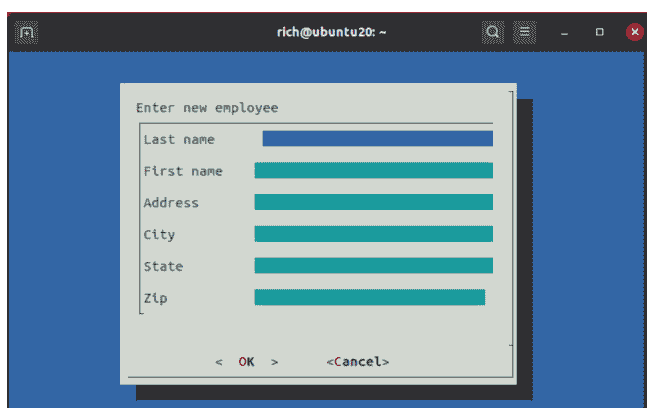 rich@ubuntu20: ~
Enter new employee
Last name
First name
Address
City
State
Zip
<  OK  >     <Cancel>